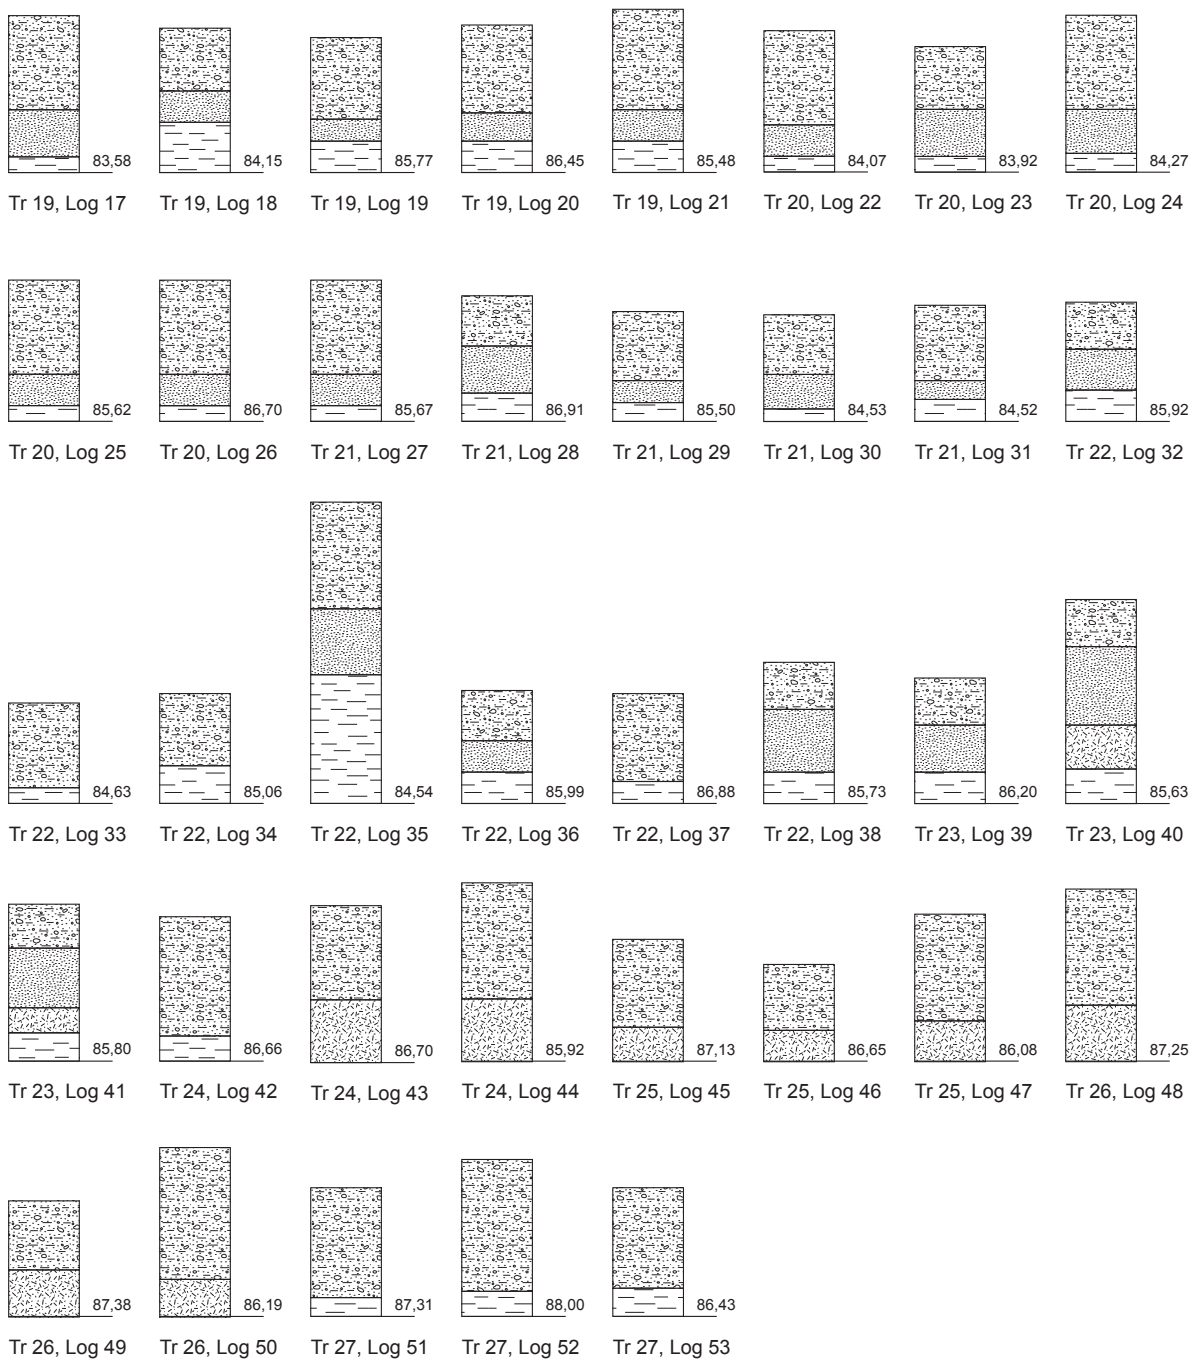 83,58 84,15 85,77 86,45 85,48 84,07 83,92 84,27
Tr 19, Log 17 Tr 19, Log 18 Tr 19, Log 19 Tr 19, Log 20 Tr 19, Log 21 Tr 20, Log 22 Tr 20, Log 23 Tr 20, Log 24
85,62 86,70 85,67 86,91 85,50 84,53 84,52 85,92
Tr 20, Log 25 Tr 20, Log 26 Tr 21, Log 27 Tr 21, Log 28 Tr 21, Log 29 Tr 21, Log 30 Tr 21, Log 31 Tr 22, Log 32
84,63 85,06 84,54 85,99 86,88 85,73 86,20 85,63
Tr 22, Log 33 Tr 22, Log 34 Tr 22, Log 35 Tr 22, Log 36 Tr 22, Log 37 Tr 22, Log 38 Tr 23, Log 39 Tr 23, Log 40
85,80 86,66 86,70 85,92 87,13 86,65 86,08 87,25
Tr 23, Log 41 Tr 24, Log 42 Tr 24, Log 43 Tr 24, Log 44 Tr 25, Log 45 Tr 25, Log 46 Tr 25, Log 47 Tr 26, Log 48
87,38 86,19 87,31 88,00 86,43
Tr 26, Log 49 Tr 26, Log 50 Tr 27, Log 51 Tr 27, Log 52 Tr 27, Log 53